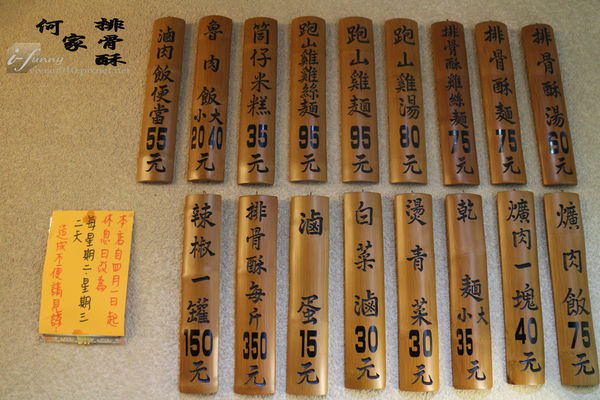 何家
排骨酥
i-funny
排骨酥湯60元
排骨酥麵75元
排骨酥雞絲麵75元
跑山雞湯80元
跑山雞麵95元
跑山雞雞絲麵95元
筒仔米糕35元
魯肉飯大40小20元
滷肉飯便當55元
爌肉飯75元
爌肉一塊40元
乾麵大小35元
燙青菜30元
白菜滷30元
滷蛋15元
排骨酥每斤350元
辣椒一罐150元
本店自四月一日起
休息日改為
每星期二.星期三
二天
造成不便請見諒!